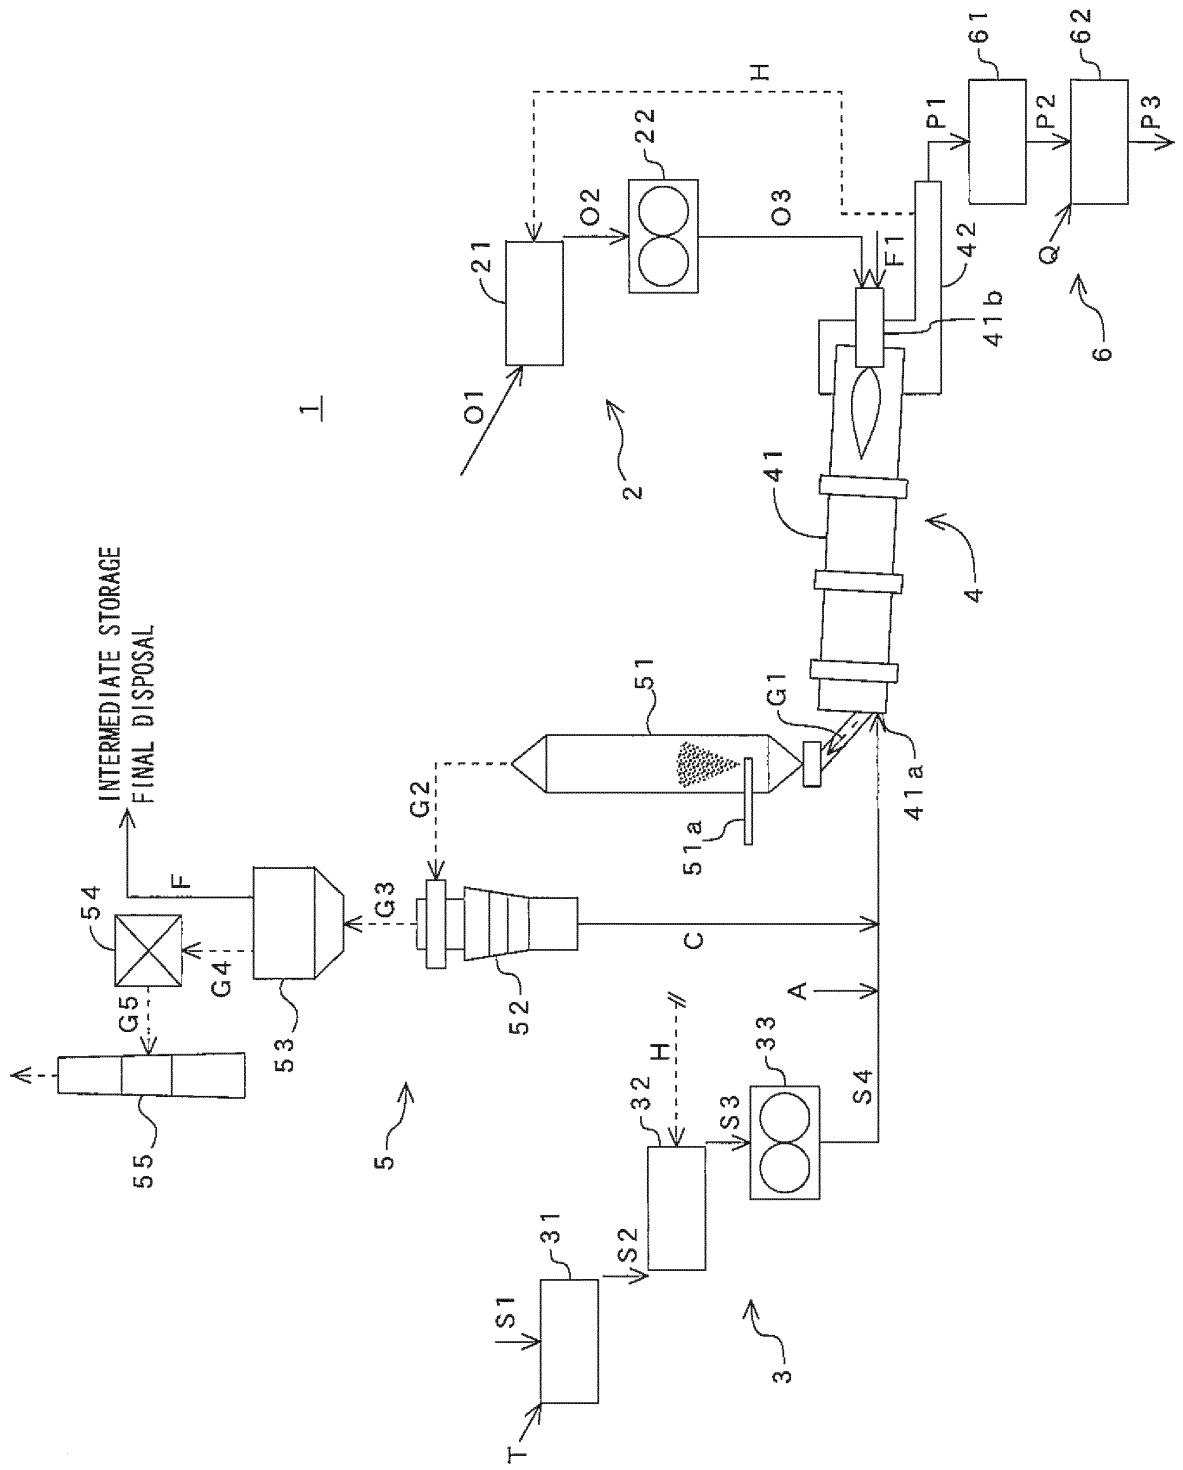 1
INTERMEDIATE STORAGE
FINAL DISPOSAL
F
54
G5
G4
55
53
G3
G2
52
51
51a
5
C
G1
A
H
32
33
S1
T
31
S2
S3
S4
3
O1
21
O2
22
O3
H
2
41
4
41a
41b
F1
42
P1
61
P2
62
Q
P3
6